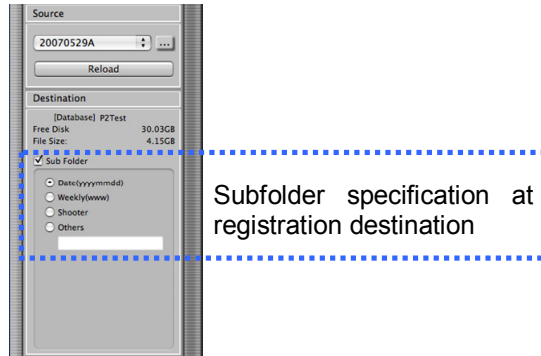 Source
20070529A
...
Reload
Destination
[Database] P2Test
Free Disk 30.03GB
File Size: 4.15GB
Sub Folder
Date(yyyymmdd)
Weekly(www)
Shooter
Others
Subfolder specification at
registration destination